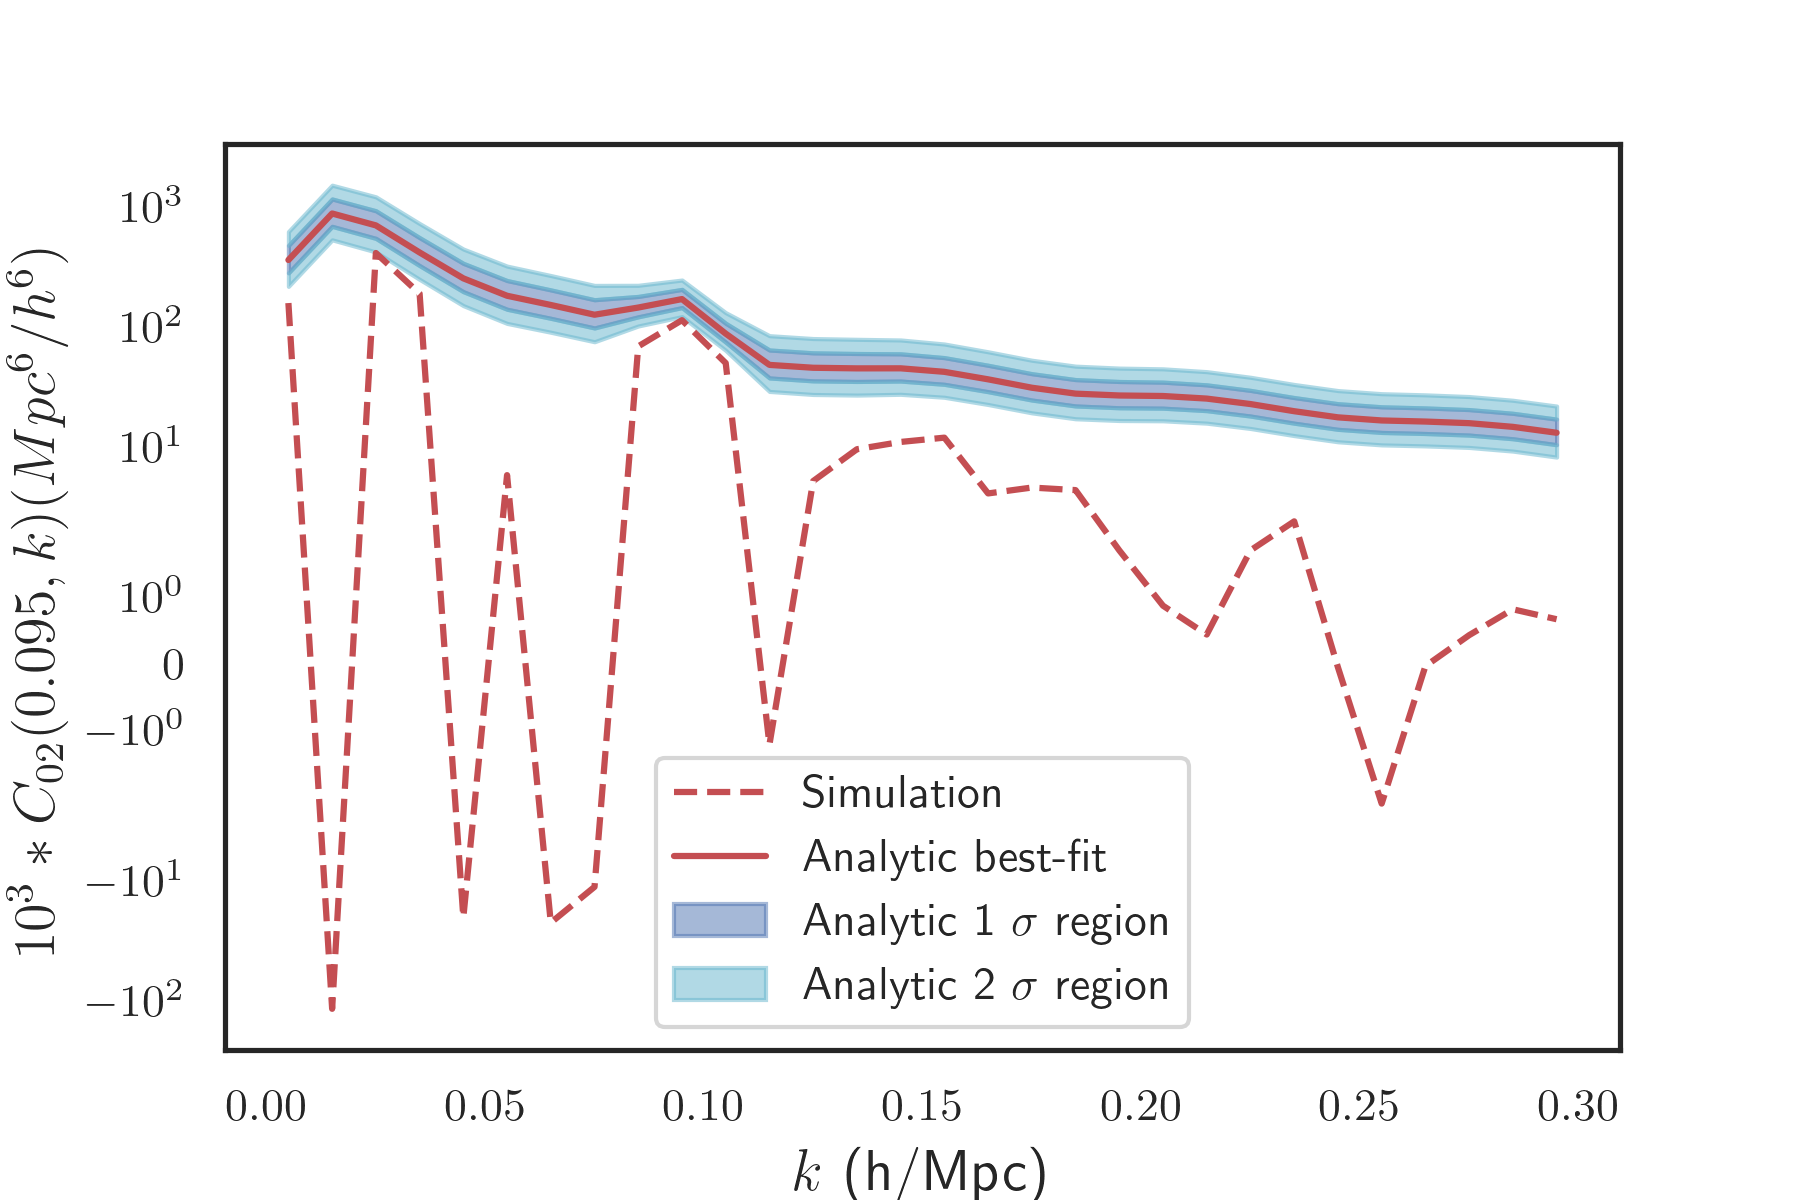 10³ * C₀₂(0.095, k)(Mpc⁶/h⁶)
10³
10²
10¹
10⁰
0
−10⁰
−10¹
−10²
Simulation
Analytic best-fit
Analytic 1 σ region
Analytic 2 σ region
0.00 0.05 0.10 0.15 0.20 0.25 0.30
k (h/Mpc)